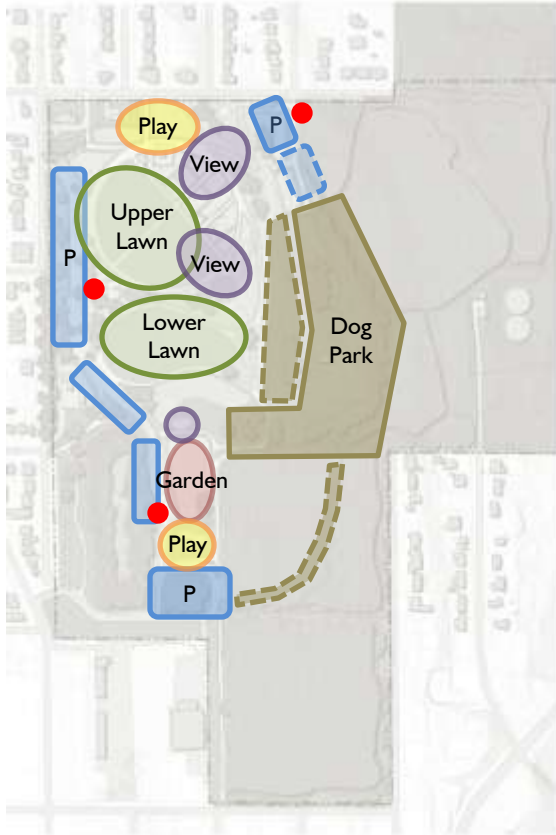 Play
P
View
Upper
Lawn
P
View
Lower
Lawn
Dog
Park
Garden
Play
P